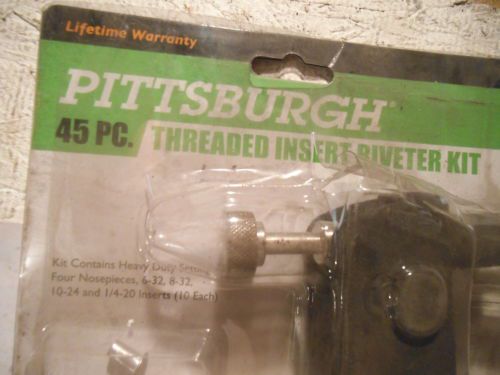 Lifetime Warranty
PITTSBURGH
45 PC. THREADED INSERT RIVETER KIT
Kit Contains Heavy Duty
Four Nosepieces, 6-32, 8-32,
10-24 and 1/4-20 Inserts (10 Each)